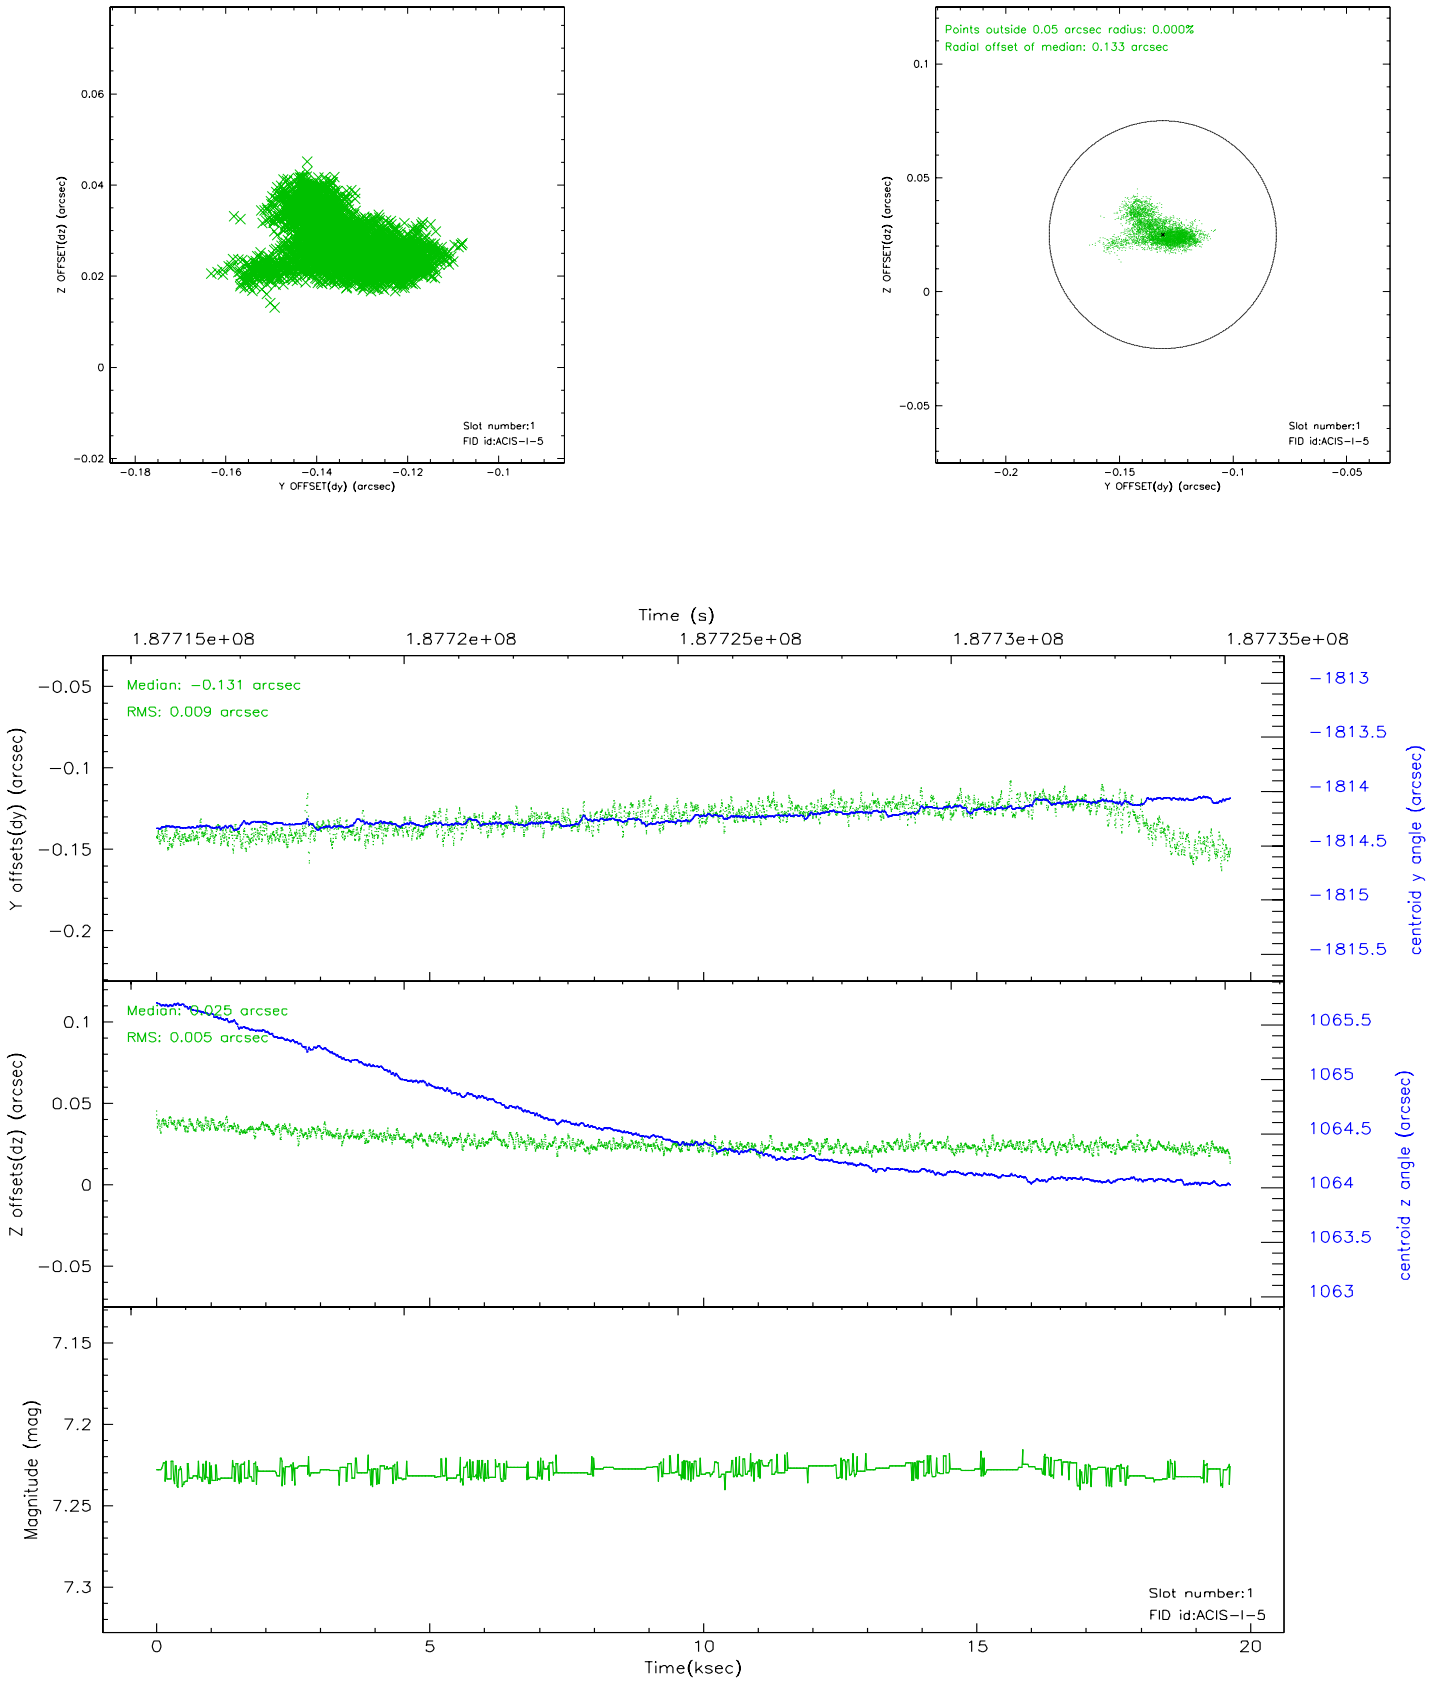 0.06
0.04
0.02
0
-0.02
Z OFFSET(dz) (arcsec)
Slot number:1
FID id:ACIS-I-5
-0.18 -0.16 -0.14 -0.12 -0.1
Y OFFSET(dy) (arcsec)
Points outside 0.05 arcsec radius: 0.000%
Radial offset of median: 0.133 arcsec
0.1
0.05
0
-0.05
Z OFFSET(dz) (arcsec)
Slot number:1
FID id:ACIS-I-5
-0.2 -0.15 -0.1 -0.05
Y OFFSET(dy) (arcsec)
Time (s)
1.87715e+08 1.8772e+08 1.87725e+08 1.8773e+08 1.87735e+08
Median: -0.131 arcsec
RMS: 0.009 arcsec
-0.05
-0.1
-0.15
-0.2
Y offsets(dy) (arcsec)
-1813
-1813.5
-1814
-1814.5
-1815
-1815.5
centroid y angle (arcsec)
Median: 0.025 arcsec
RMS: 0.005 arcsec
0.1
0.05
0
-0.05
Z offsets(dz) (arcsec)
1065.5
1065
1064.5
1064
1063.5
1063
centroid z angle (arcsec)
7.15
7.2
7.25
7.3
Magnitude (mag)
Slot number:1
FID id:ACIS-I-5
0 5 10 15 20
Time(ksec)